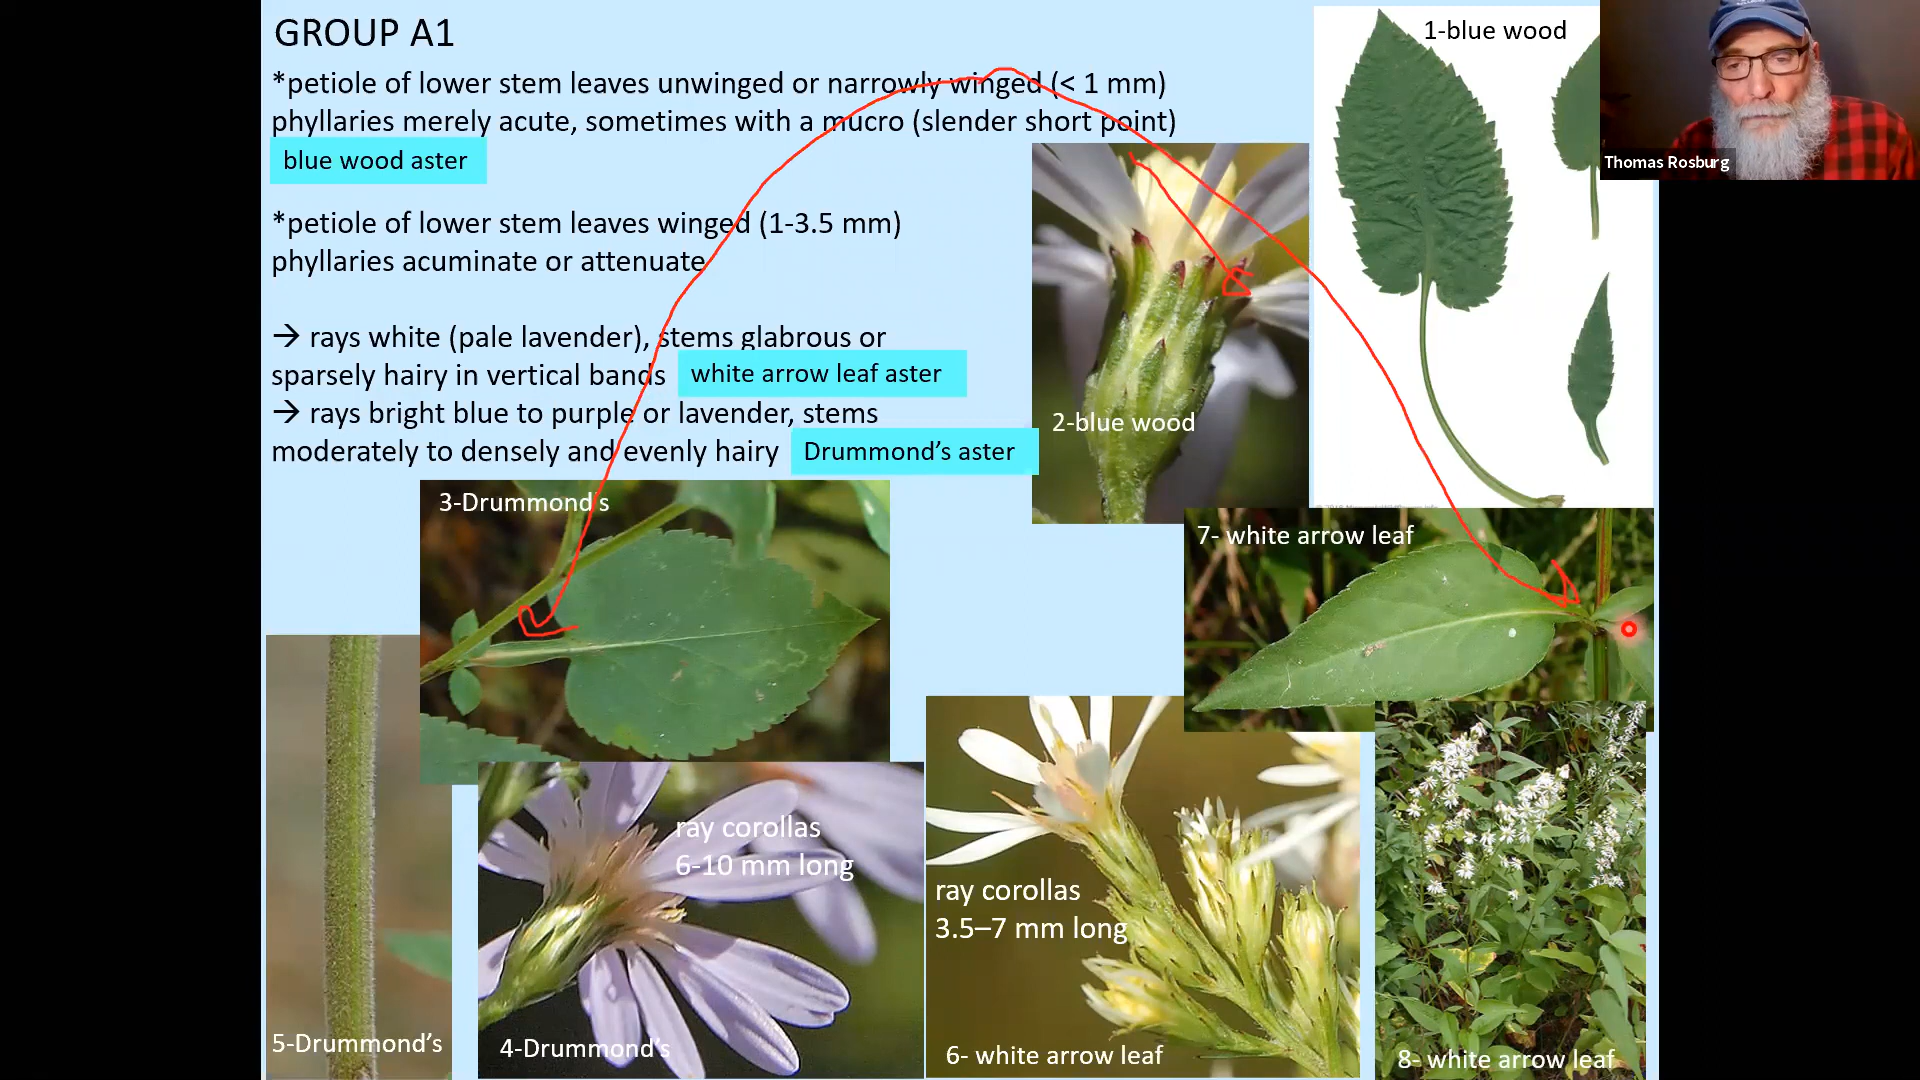 GROUP A1
*petiole of lower stem leaves unwinged or narrowly winged (< 1 mm)
phyllaries merely acute, sometimes with a mucro (slender short point)
blue wood aster
*petiole of lower stem leaves winged (1-3.5 mm)
phyllaries acuminate or attenuate
→ rays white (pale lavender), stems glabrous or
sparsely hairy in vertical bands
white arrow leaf aster
→ rays bright blue to purple or lavender, stems
moderately to densely and evenly hairy
Drummond's aster
1-blue wood
Thomas Rosburg
2-blue wood
3-Drummond's
7- white arrow leaf
ray corollas
6-10 mm long
ray corollas
3.5–7 mm long
5-Drummond's
4-Drummond's
6- white arrow leaf
8- white arrow leaf